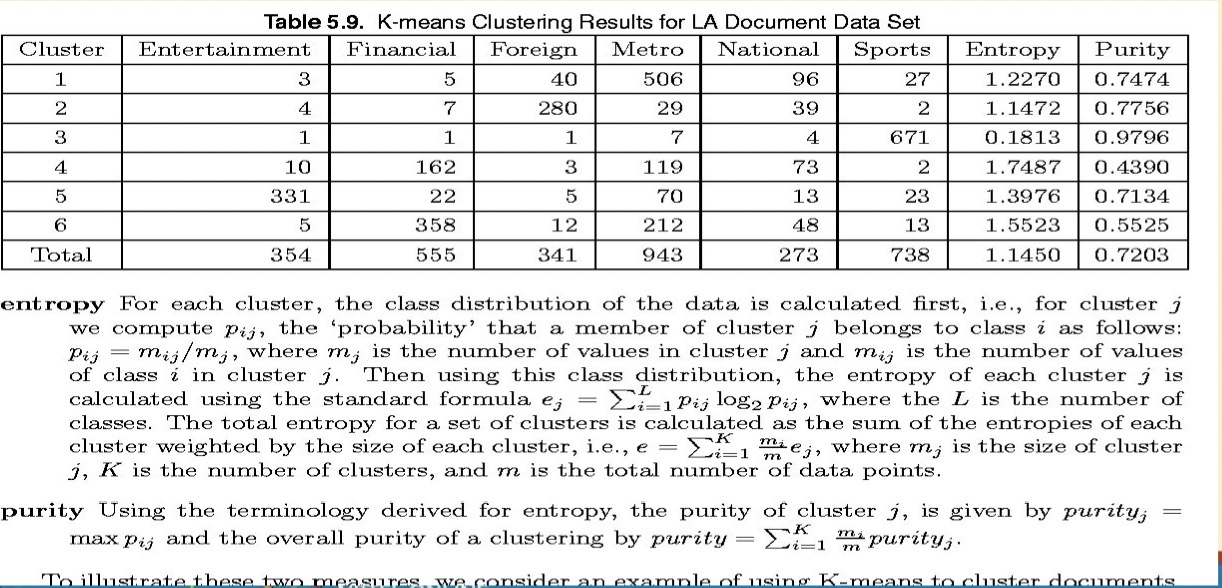 Table 5.9. K-means Clustering Results for LA Document Data Set
Cluster Entertainment Financial Foreign Metro National Sports Entropy Purity
1 3 5 40 506 96 27 1.2270 0.7474
2 4 7 280 29 39 2 1.1472 0.7756
3 1 1 1 7 4 671 0.1813 0.9796
4 10 162 3 119 73 2 1.7487 0.4390
5 331 22 5 70 13 23 1.3976 0.7134
6 5 358 12 212 48 13 1.5523 0.5525
Total 354 555 341 943 273 738 1.1450 0.7203
entropy For each cluster, the class distribution of the data is calculated first, i.e., for cluster j
we compute p_{ij}, the ‘probability’ that a member of cluster j belongs to class i as follows:
p_{ij} = m_{ij}/m_j, where m_j is the number of values in cluster j and m_{ij} is the number of values
of class i in cluster j. Then using this class distribution, the entropy of each cluster j is
calculated using the standard formula e_j = ∑_{i=1}^{L} p_{ij} log_2 p_{ij}, where the L is the number of
classes. The total entropy for a set of clusters is calculated as the sum of the entropies of each
cluster weighted by the size of each cluster, i.e., e = ∑_{i=1}^{K} \frac{m_i}{m} e_j, where m_j is the size of cluster
j, K is the number of clusters, and m is the total number of data points.
purity Using the terminology derived for entropy, the purity of cluster j, is given by purity_j =
max p_{ij} and the overall purity of a clustering by purity = ∑_{i=1}^{K} \frac{m_i}{m} purity_j.
To illustrate these two measures, we consider an example of using K-means to cluster documents